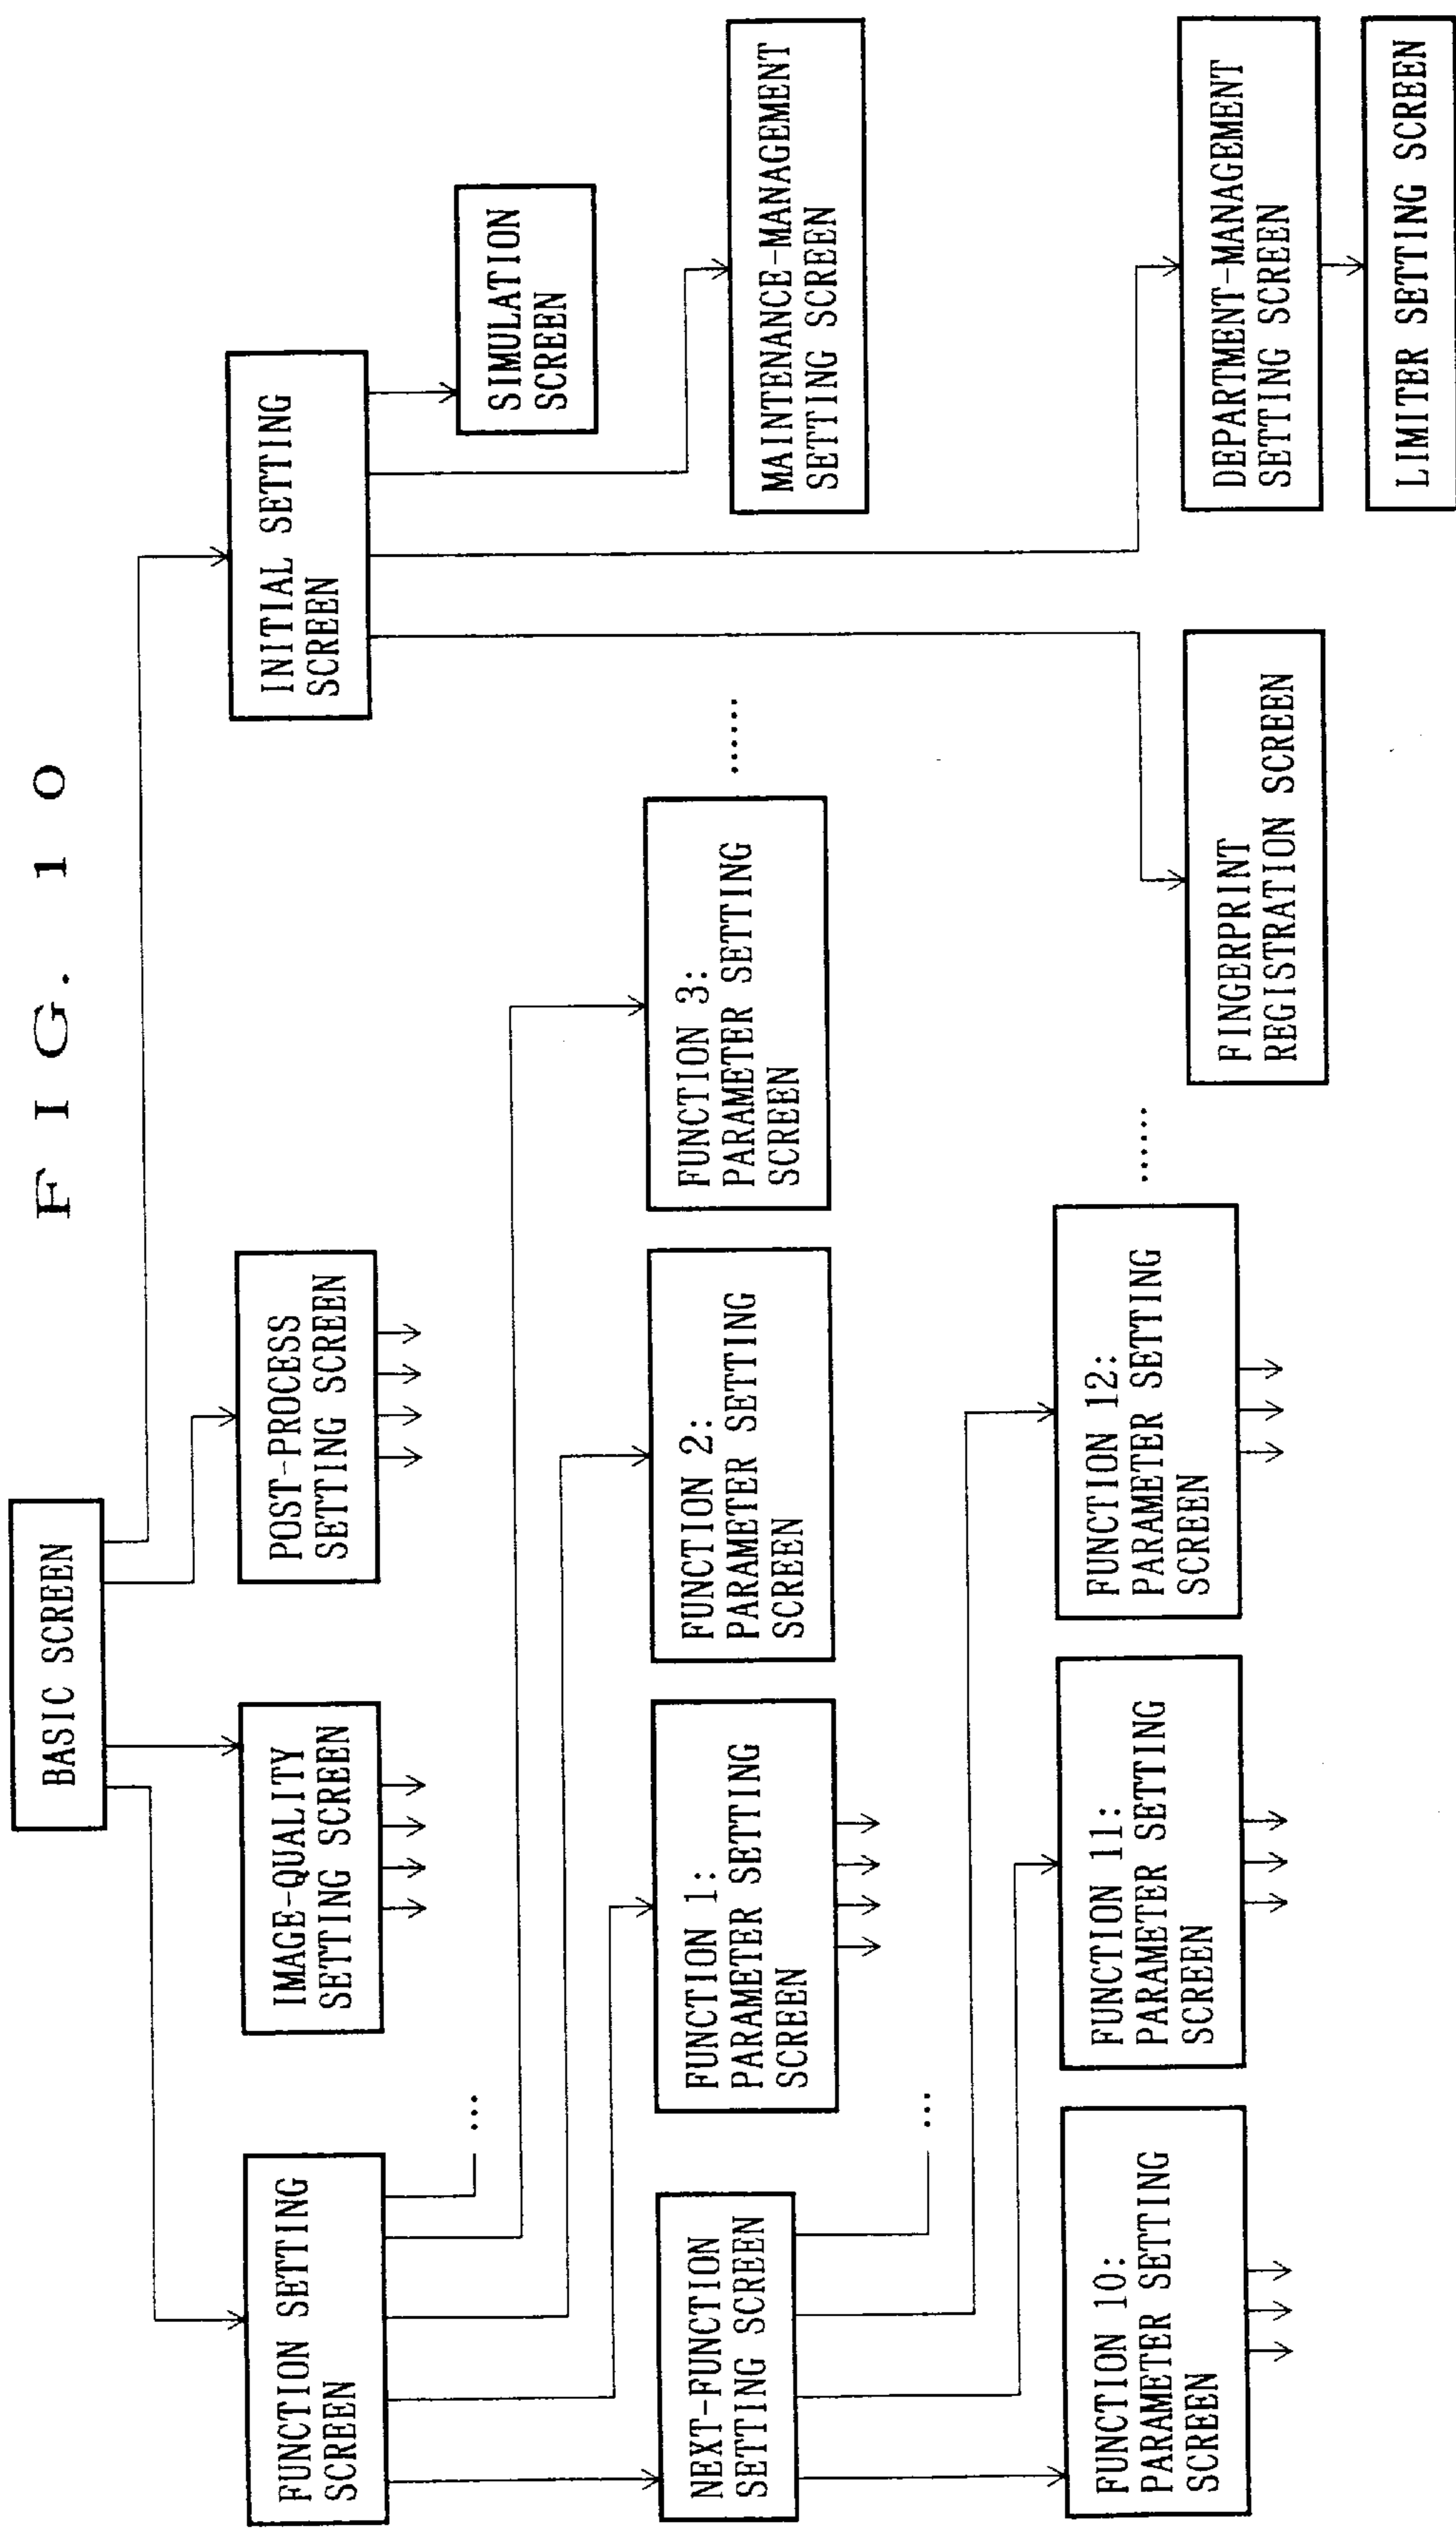 FIG. 10
BASIC SCREEN
FUNCTION SETTING
SCREEN
IMAGE-QUALITY
SETTING SCREEN
POST-PROCESS
SETTING SCREEN
INITIAL SETTING
SCREEN
...
SIMULATION
SCREEN
NEXT-FUNCTION
SETTING SCREEN
FUNCTION 1:
PARAMETER SETTING
SCREEN
FUNCTION 2:
PARAMETER SETTING
SCREEN
FUNCTION 3:
PARAMETER SETTING
SCREEN
......
MAINTENANCE-MANAGEMENT
SETTING SCREEN
...
FUNCTION 10:
PARAMETER SETTING
SCREEN
FUNCTION 11:
PARAMETER SETTING
SCREEN
FUNCTION 12:
PARAMETER SETTING
SCREEN
......
FINGERPRINT
REGISTRATION SCREEN
DEPARTMENT-MANAGEMENT
SETTING SCREEN
LIMITER SETTING SCREEN